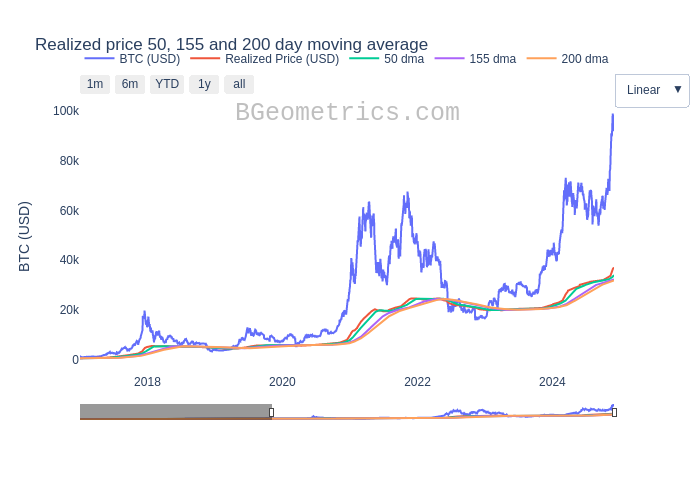 Realized price 50, 155 and 200 day moving average
BTC (USD) Realized Price (USD) 50 dma 155 dma 200 dma
1m 6m YTD 1y all
Linear ▼
BGeometrics.com
100k
80k
60k
40k
20k
0
BTC (USD)
2018 2020 2022 2024